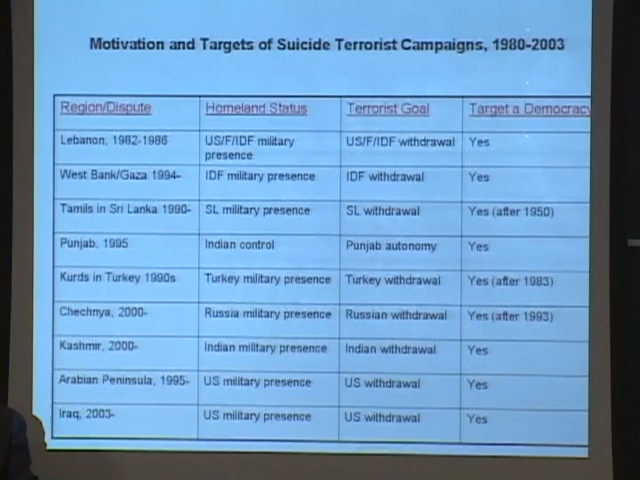 Motivation and Targets of Suicide Terrorist Campaigns, 1980-2003
Region/Dispute Homeland Status Terrorist Goal Target a Democracy
Lebanon, 1982-1986 US/F/IDF military presence US/F/IDF withdrawal Yes
West Bank/Gaza 1994- IDF military presence IDF withdrawal Yes
Tamils in Sri Lanka 1990- SL military presence SL withdrawal Yes (after 1950)
Punjab, 1995 Indian control Punjab autonomy Yes
Kurds in Turkey 1990s Turkey military presence Turkey withdrawal Yes (after 1983)
Chechnya, 2000- Russia military presence Russian withdrawal Yes (after 1993)
Kashmir, 2000- Indian military presence Indian withdrawal Yes
Arabian Peninsula, 1995- US military presence US withdrawal Yes
Iraq, 2003- US military presence US withdrawal Yes